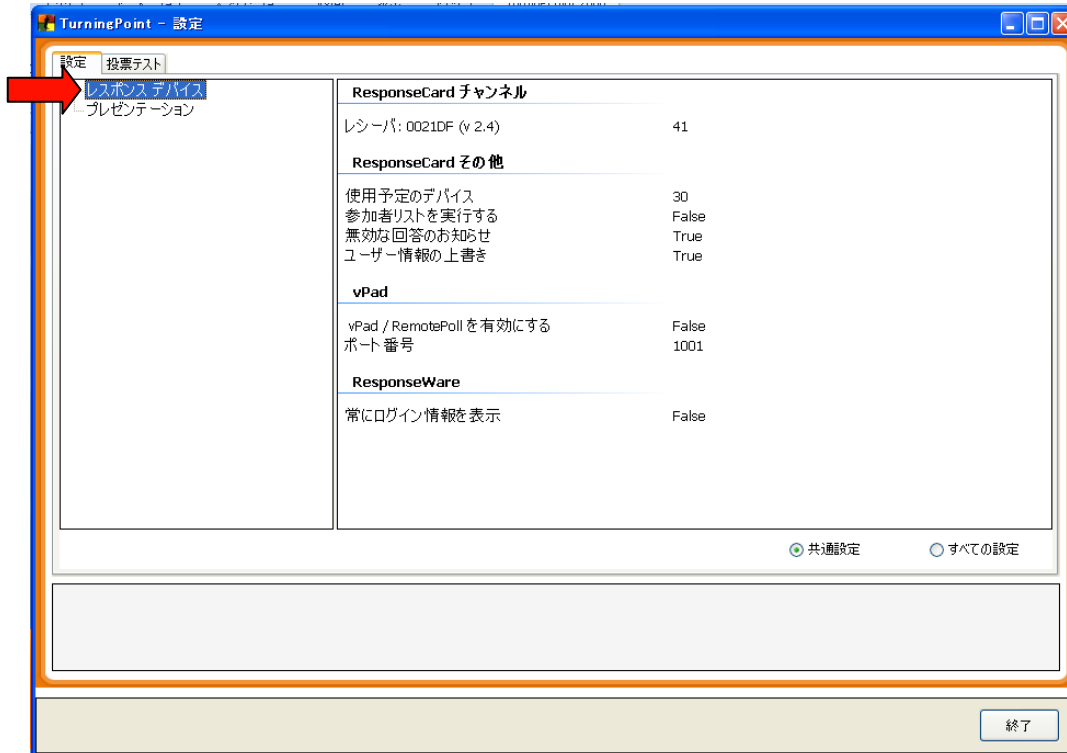 TurningPoint - 設定
設定 投票テスト
レスポンス デバイス
プレゼンテーション
ResponseCard チャンネル
レシーバ: 0021DF (v 2.4) 41
ResponseCard その他
使用予定のデバイス 30
参加者リストを実行する False
無効な回答のお知らせ True
ユーザー情報の上書き True
vPad
vPad / RemotePoll を有効にする False
ポート番号 1001
ResponseWare
常にログイン情報を表示 False
共通設定 すべての設定
終了